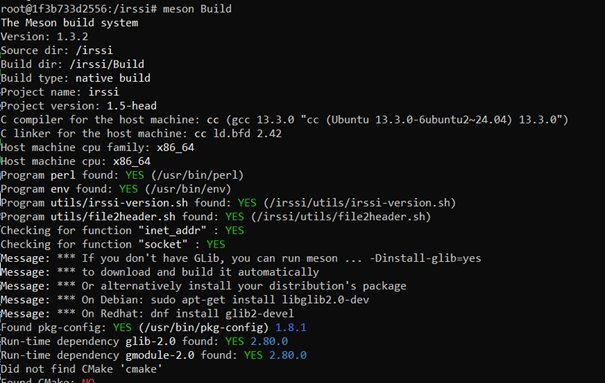 root@1f3b733d2556:/irssi# meson Build
The Meson build system
Version: 1.3.2
Source dir: /irssi
Build dir: /irssi/Build
Build type: native build
Project name: irssi
Project version: 1.5-head
C compiler for the host machine: cc (gcc 13.3.0 "cc (Ubuntu 13.3.0-6ubuntu2~24.04) 13.3.0")
C linker for the host machine: cc ld.bfd 2.42
Host machine cpu family: x86_64
Host machine cpu: x86_64
Program perl found: YES (/usr/bin/perl)
Program env found: YES (/usr/bin/env)
Program utils/irssi-version.sh found: YES (/irssi/utils/irssi-version.sh)
Program utils/file2header.sh found: YES (/irssi/utils/file2header.sh)
Checking for function "inet_addr" : YES
Checking for function "socket" : YES
Message: *** If you don't have GLib, you can run meson ... -Dinstall-glib=yes
Message: *** to download and build it automatically
Message: *** Or alternatively install your distribution's package
Message: *** On Debian: sudo apt-get install libglib2.0-dev
Message: *** On Redhat: dnf install glib2-devel
Found pkg-config: YES (/usr/bin/pkg-config) 1.8.1
Run-time dependency glib-2.0 found: YES 2.80.0
Run-time dependency gmodule-2.0 found: YES 2.80.0
Did not find CMake 'cmake'
Found CMake: NO